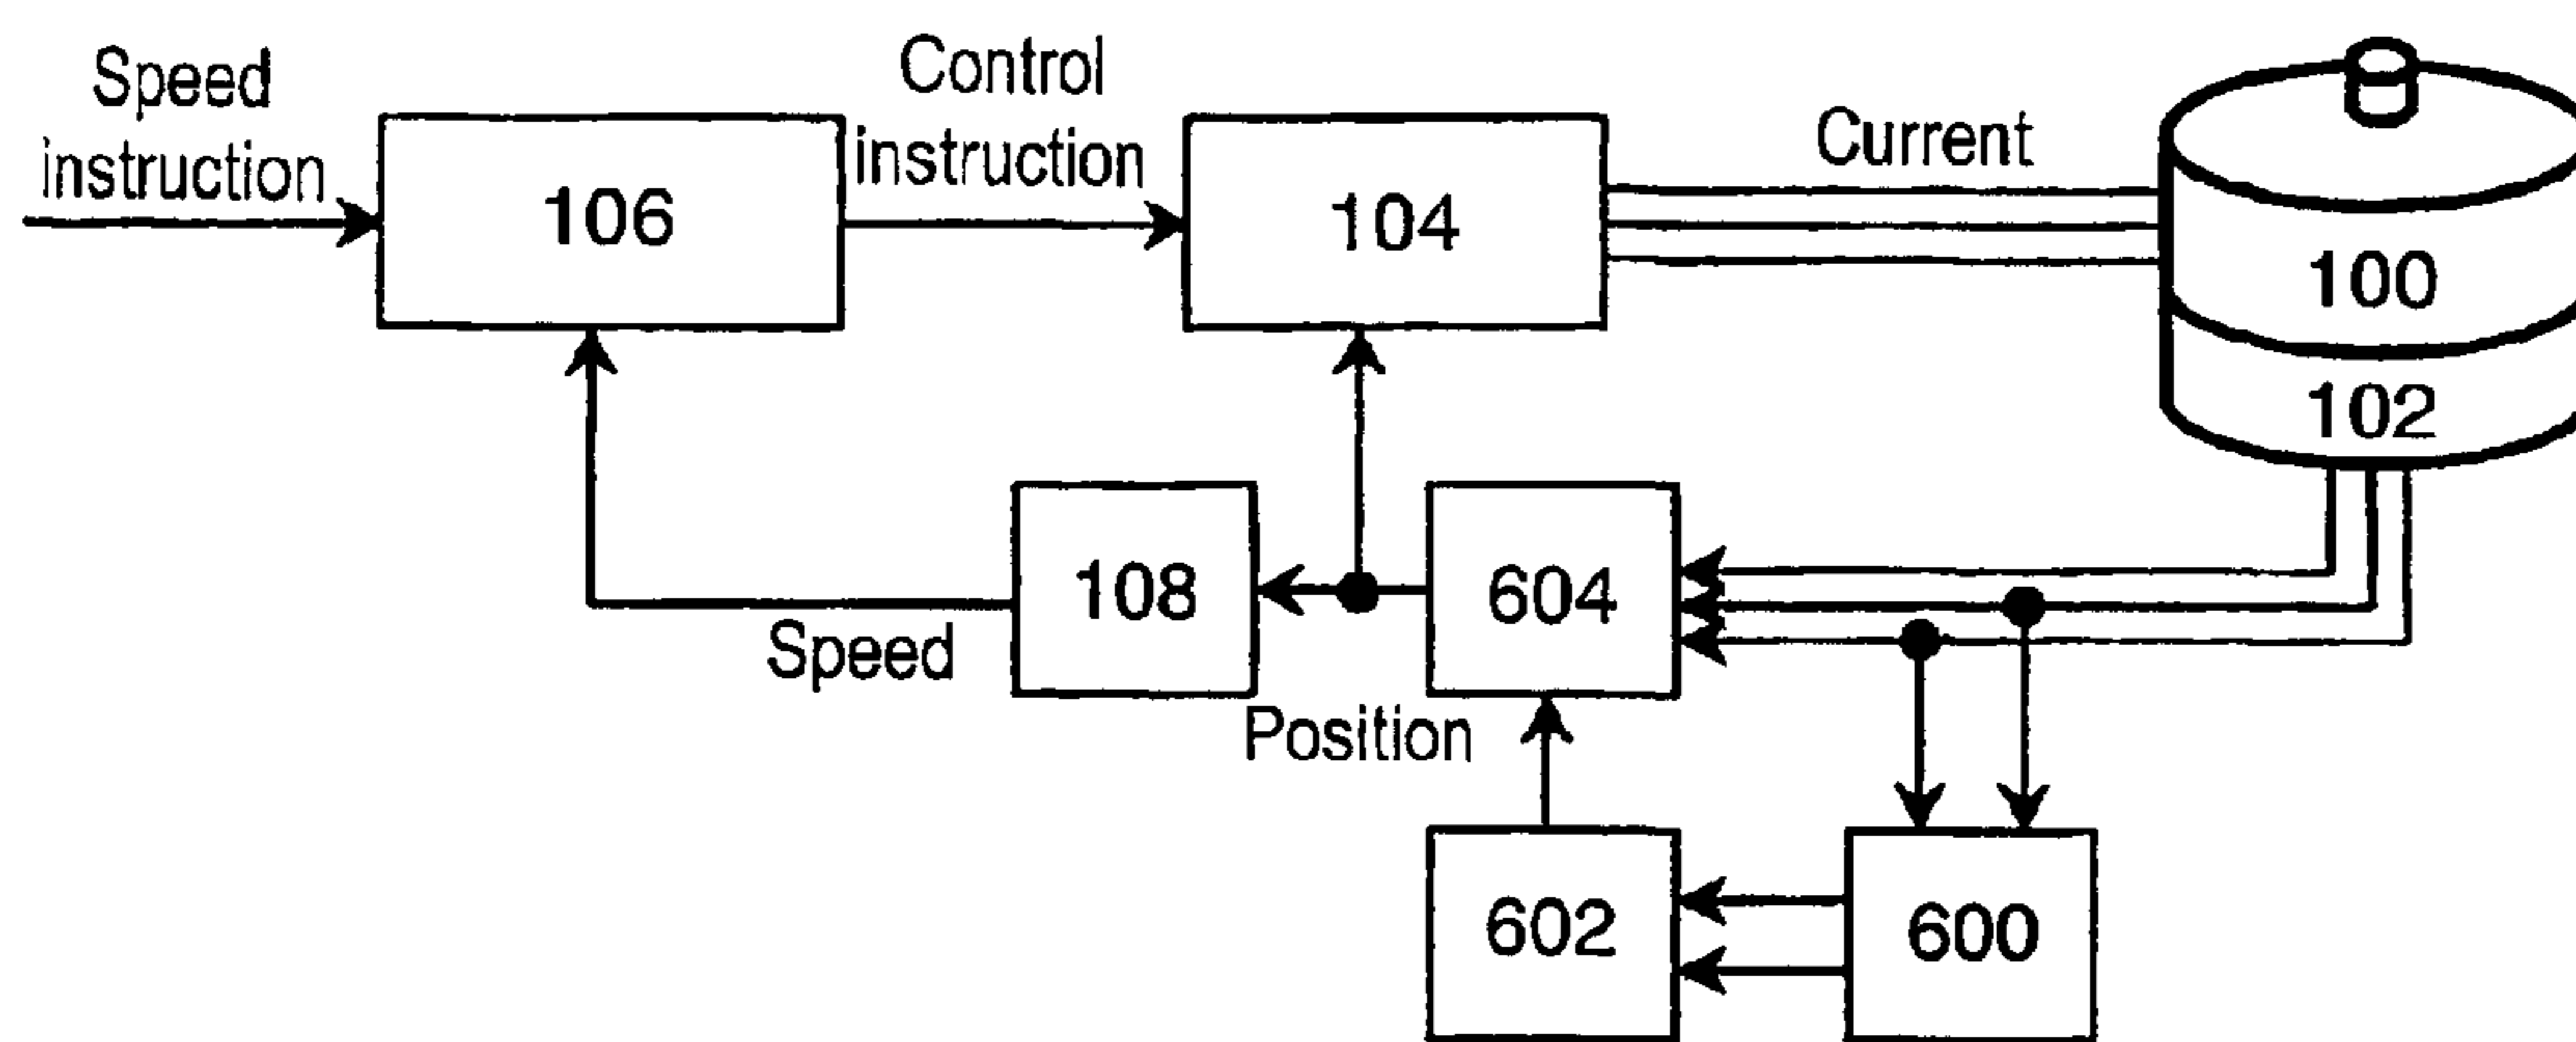 Speed
instruction
106
Control
instruction
104
Current
100
102
108
604
Speed
Position
602
600